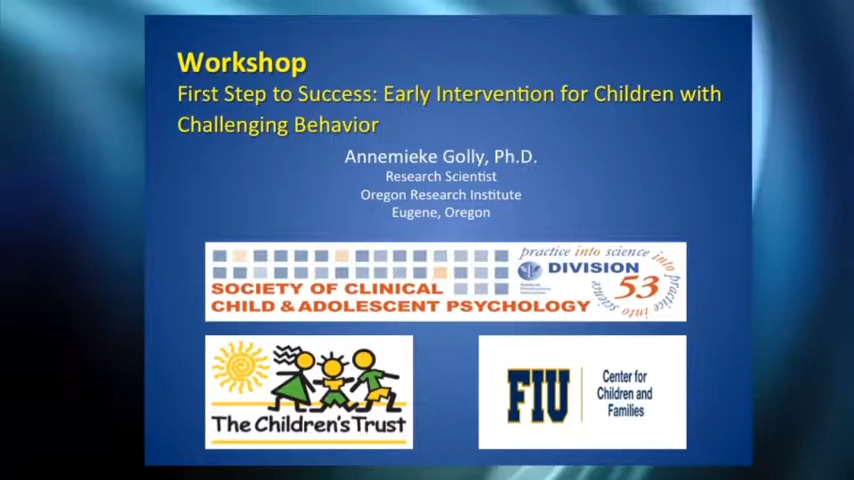 Workshop
First Step to Success: Early Intervention for Children with
Challenging Behavior
Annemieke Golly, Ph.D.
Research Scientist
Oregon Research Institute
Eugene, Oregon
practice into science into practice into science
DIVISION
53
SOCIETY OF CLINICAL
CHILD & ADOLESCENT PSYCHOLOGY
The Children's Trust
FIU
Center for
Children and
Families